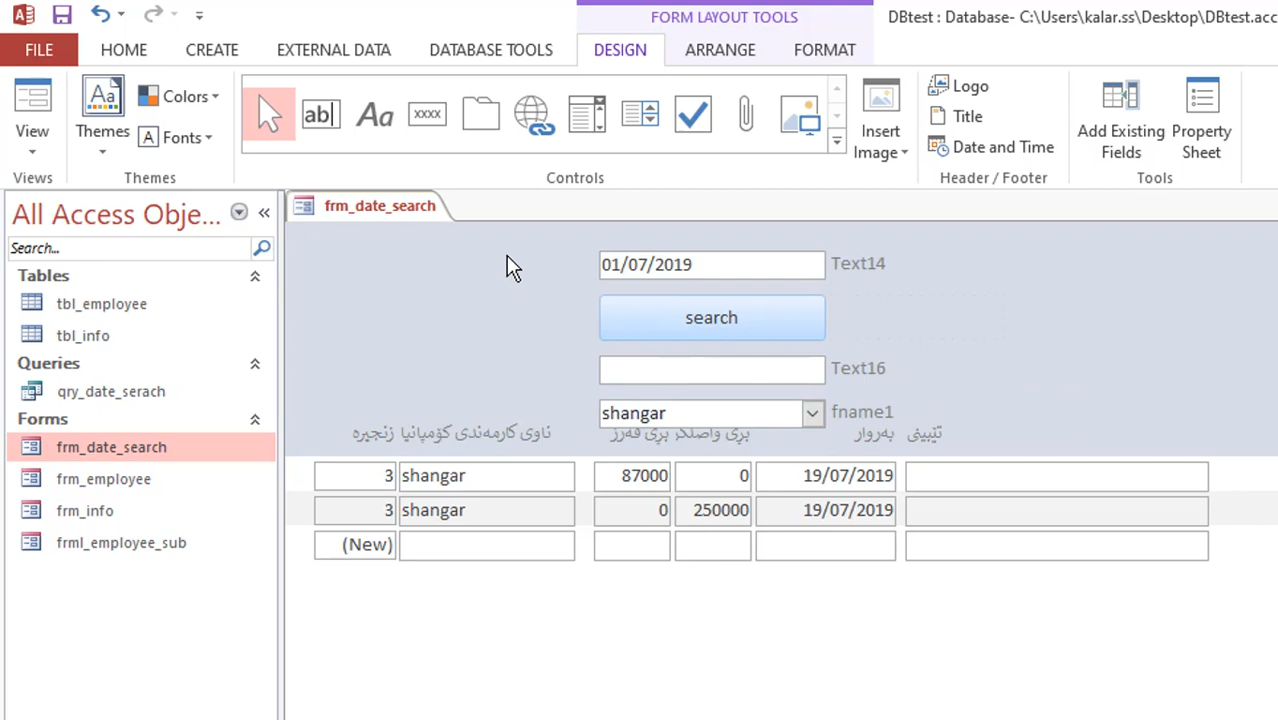 FORM LAYOUT TOOLS
DBtest : Database- C:\Users\kalar.ss\Desktop\DBtest.acc
FILE HOME CREATE EXTERNAL DATA DATABASE TOOLS DESIGN ARRANGE FORMAT
View
Views
Themes
Colors
Fonts
Themes
ab|
Aa
xxxx
Controls
Insert Image
Logo
Title
Date and Time
Header / Footer
Add Existing Fields
Property Sheet
Tools
All Access Obje...
Search...
Tables
tbl_employee
tbl_info
Queries
qry_date_serach
Forms
frm_date_search
frm_employee
frm_info
frml_employee_sub
frm_date_search
01/07/2019 Text14
search
Text16
shangar fname1
زنجیرە ناوی کارمەندی کۆمپانیا بڕی قەرز بڕی واصلکر بەروار تێبینی
3 shangar 87000 0 19/07/2019
3 shangar 0 250000 19/07/2019
(New)